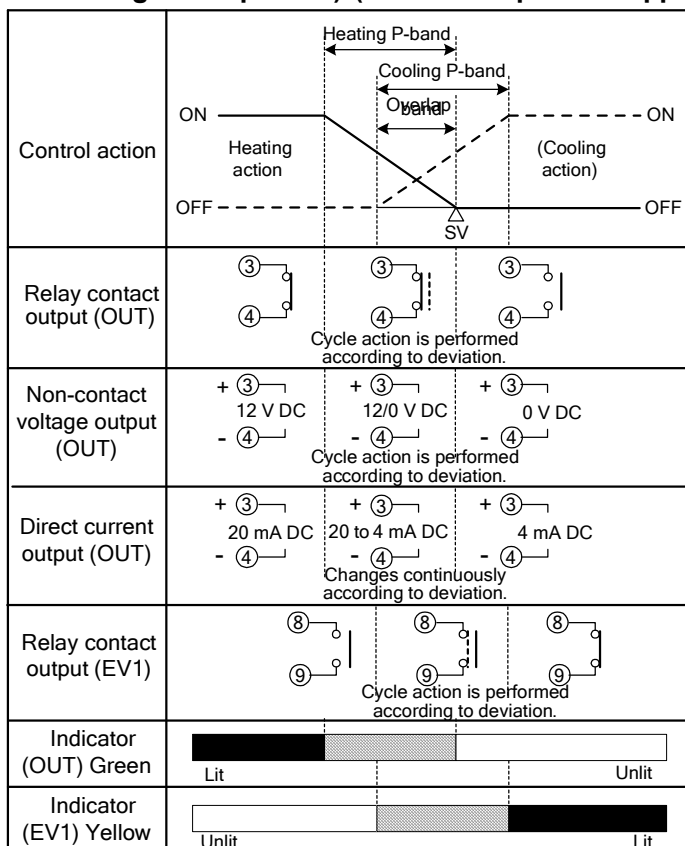 Heating P-band
Cooling P-band
Overlap
band
ON
ON
Control action
Heating
action
(Cooling
action)
OFF
OFF
SV
Relay contact
output (OUT)
3
3
3
4
4
4
Cycle action is performed
according to deviation.
Non-contact
voltage output
(OUT)
+ 3
+ 3
+ 3
12 V DC
12/0 V DC
0 V DC
- 4
- 4
- 4
Cycle action is performed
according to deviation.
Direct current
output (OUT)
+ 3
+ 3
+ 3
20 mA DC
20 to 4 mA DC
4 mA DC
- 4
- 4
- 4
Changes continuously
according to deviation.
Relay contact
output (EV1)
8
8
8
9
9
9
Cycle action is performed
according to deviation.
Indicator
(OUT) Green
Lit
Unlit
Indicator
(EV1) Yellow
Unlit
Lit